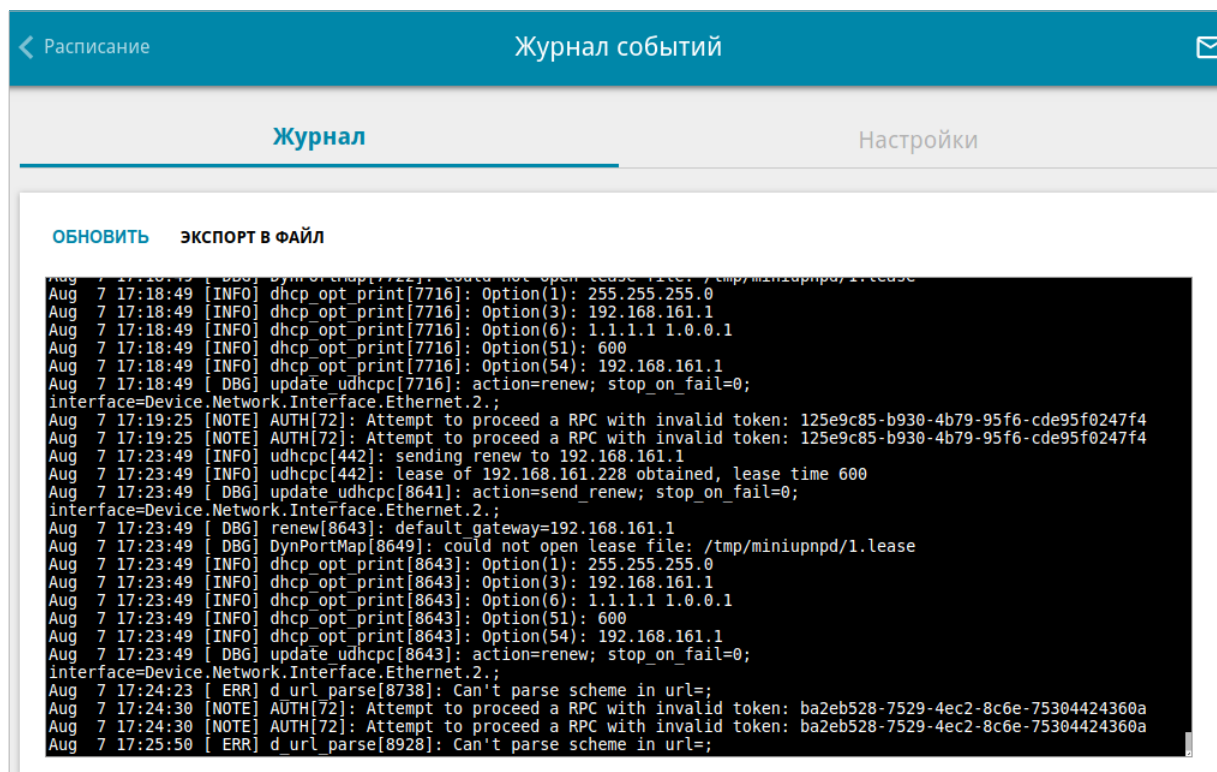 Расписание
Журнал событий
Журнал
Настройки
ОБНОВИТЬ
ЭКСПОРТ В ФАЙЛ
Aug  7 17:18:49 [ DBG] DynPortMap[7722]: could not open lease file: /tmp/miniupnpd/1.lease
Aug  7 17:18:49 [INFO] dhcp_opt_print[7716]: Option(1): 255.255.255.0
Aug  7 17:18:49 [INFO] dhcp_opt_print[7716]: Option(3): 192.168.161.1
Aug  7 17:18:49 [INFO] dhcp_opt_print[7716]: Option(6): 1.1.1.1 1.0.0.1
Aug  7 17:18:49 [INFO] dhcp_opt_print[7716]: Option(51): 600
Aug  7 17:18:49 [INFO] dhcp_opt_print[7716]: Option(54): 192.168.161.1
Aug  7 17:18:49 [ DBG] update_udhcpc[7716]: action=renew; stop_on_fail=0;
interface=Device.Network.Interface.Ethernet.2.;
Aug  7 17:19:25 [NOTE] AUTH[72]: Attempt to proceed a RPC with invalid token: 125e9c85-b930-4b79-95f6-cde95f0247f4
Aug  7 17:19:25 [NOTE] AUTH[72]: Attempt to proceed a RPC with invalid token: 125e9c85-b930-4b79-95f6-cde95f0247f4
Aug  7 17:23:49 [INFO] udhcpc[442]: sending renew to 192.168.161.1
Aug  7 17:23:49 [INFO] udhcpc[442]: lease of 192.168.161.228 obtained, lease time 600
Aug  7 17:23:49 [ DBG] update_udhcpc[8641]: action=send_renew; stop_on_fail=0;
interface=Device.Network.Interface.Ethernet.2.;
Aug  7 17:23:49 [ DBG] renew[8643]: default_gateway=192.168.161.1
Aug  7 17:23:49 [ DBG] DynPortMap[8649]: could not open lease file: /tmp/miniupnpd/1.lease
Aug  7 17:23:49 [INFO] dhcp_opt_print[8643]: Option(1): 255.255.255.0
Aug  7 17:23:49 [INFO] dhcp_opt_print[8643]: Option(3): 192.168.161.1
Aug  7 17:23:49 [INFO] dhcp_opt_print[8643]: Option(6): 1.1.1.1 1.0.0.1
Aug  7 17:23:49 [INFO] dhcp_opt_print[8643]: Option(51): 600
Aug  7 17:23:49 [INFO] dhcp_opt_print[8643]: Option(54): 192.168.161.1
Aug  7 17:23:49 [ DBG] update_udhcpc[8643]: action=renew; stop_on_fail=0;
interface=Device.Network.Interface.Ethernet.2.;
Aug  7 17:24:23 [ ERR] d_url_parse[8738]: Can't parse scheme in url=;
Aug  7 17:24:30 [NOTE] AUTH[72]: Attempt to proceed a RPC with invalid token: ba2eb528-7529-4ec2-8c6e-75304424360a
Aug  7 17:24:30 [NOTE] AUTH[72]: Attempt to proceed a RPC with invalid token: ba2eb528-7529-4ec2-8c6e-75304424360a
Aug  7 17:25:50 [ ERR] d_url_parse[8928]: Can't parse scheme in url=;